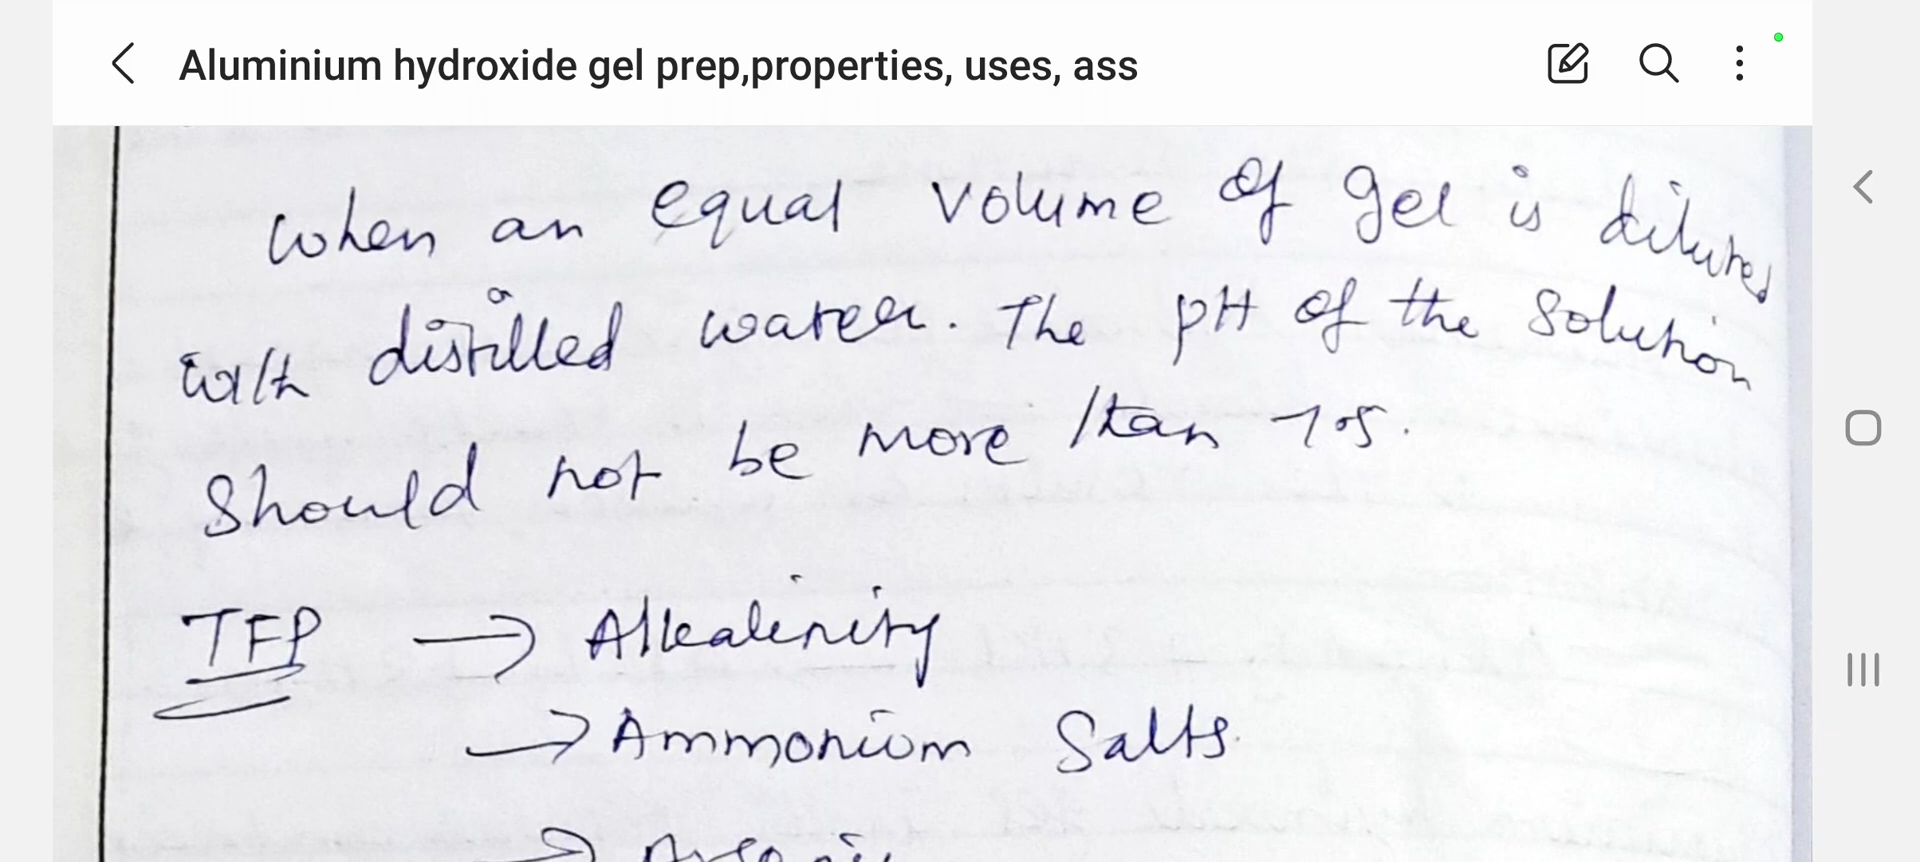 Aluminium hydroxide gel prep,properties, uses, ass
When an equal volume of gel is diluted
with distilled water. The pH of the solution
should not be more than 7.5.
TFP → Alkalinity
→ Ammonium Salts